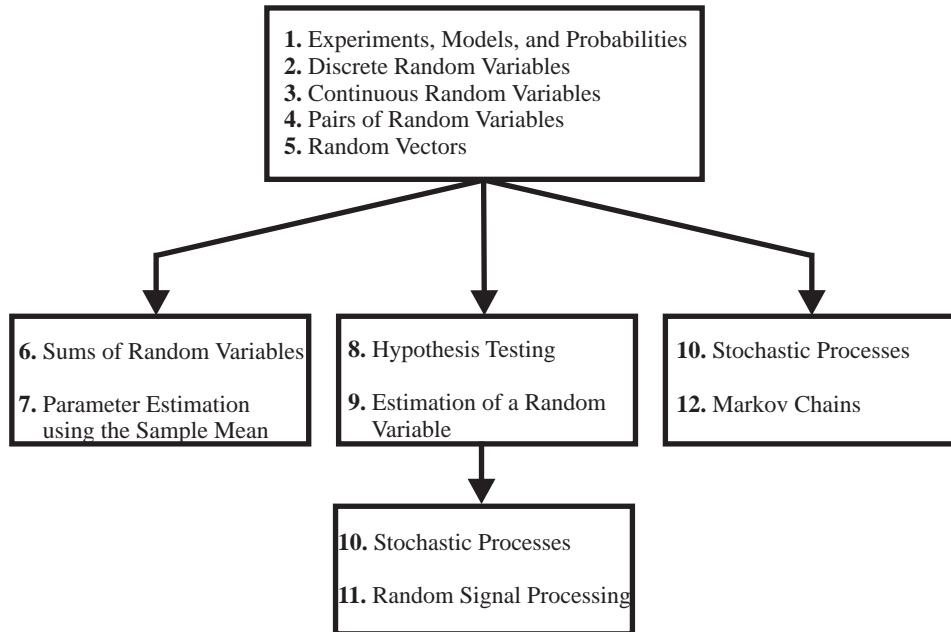 1. Experiments, Models, and Probabilities
2. Discrete Random Variables
3. Continuous Random Variables
4. Pairs of Random Variables
5. Random Vectors
6. Sums of Random Variables
7. Parameter Estimation
using the Sample Mean
8. Hypothesis Testing
9. Estimation of a Random
Variable
10. Stochastic Processes
12. Markov Chains
10. Stochastic Processes
11. Random Signal Processing